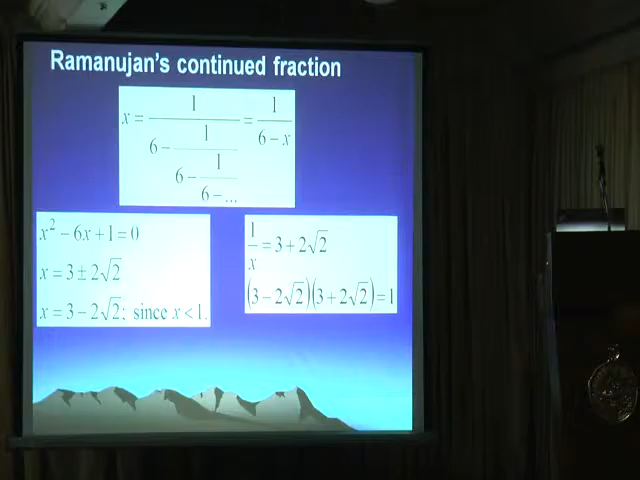 Ramanujan's continued fraction
x = 1/(6 − 1/(6 − 1/(6 − ...))) = 1/(6 − x)
x² − 6x + 1 = 0
x = 3 ± 2√2
x = 3 − 2√2; since x < 1.
1/x = 3 + 2√2
(3 − 2√2)(3 + 2√2) = 1